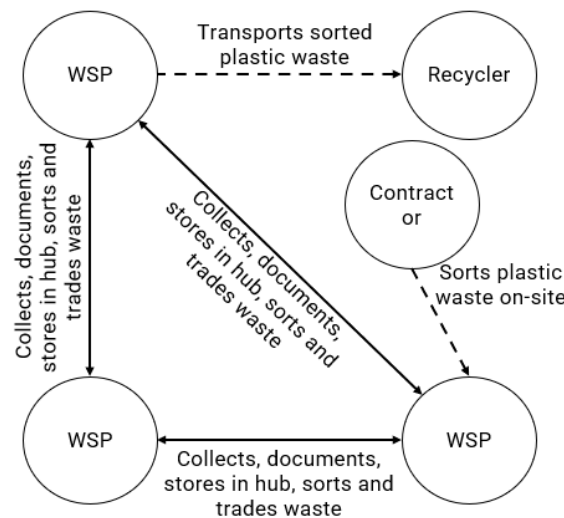 Transports sorted
plastic waste
WSP
Recycler
Contract
or
Collects, documents,
stores in hub, sorts and
trades waste
Collects, documents,
stores in hub, sorts and
trades waste
Sorts plastic
waste on-site
WSP
WSP
Collects, documents,
stores in hub, sorts and
trades waste